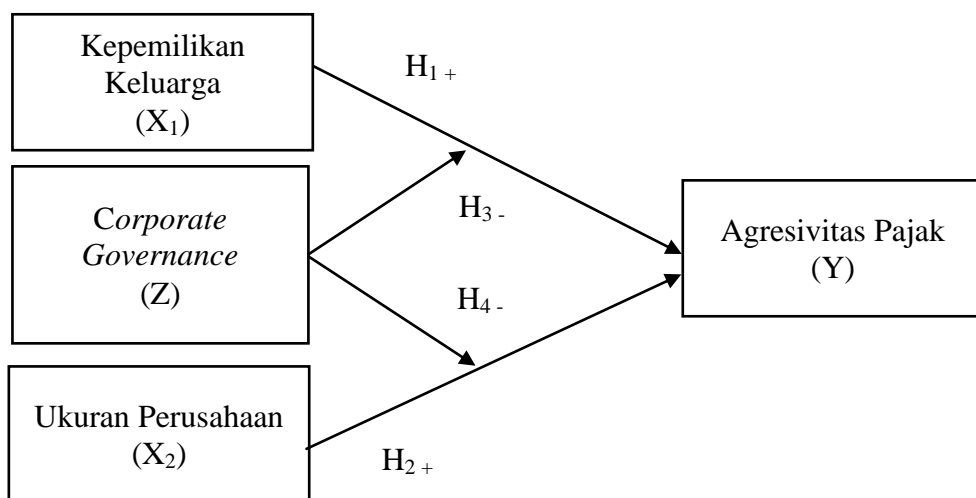 Kepemilikan
Keluarga
(X₁)
H₁ ₊
Corporate
Governance
(Z)
H₃ ₋
H₄ ₋
Agresivitas Pajak
(Y)
Ukuran Perusahaan
(X₂)
H₂ ₊